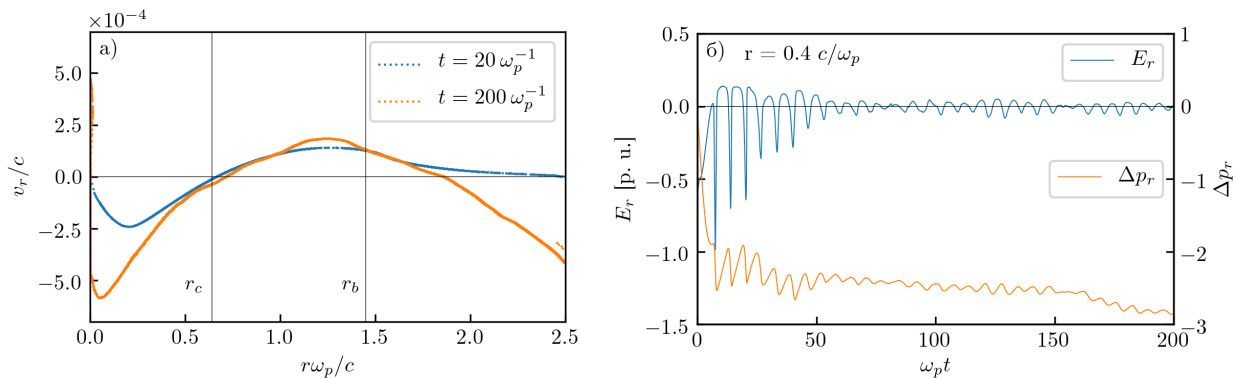 ×10⁻⁴
а)
t = 20 ω_p⁻¹
t = 200 ω_p⁻¹
5.0
2.5
0.0
−2.5
−5.0
v_r/c
r_c
r_b
0.0 0.5 1.0 1.5 2.0 2.5
rω_p/c
б)
r = 0.4 c/ω_p
E_r
Δp_r
0.5
0.0
−0.5
−1.0
−1.5
E_r [p. u.]
1
0
−1
−2
−3
Δp_r
0 50 100 150 200
ω_p t